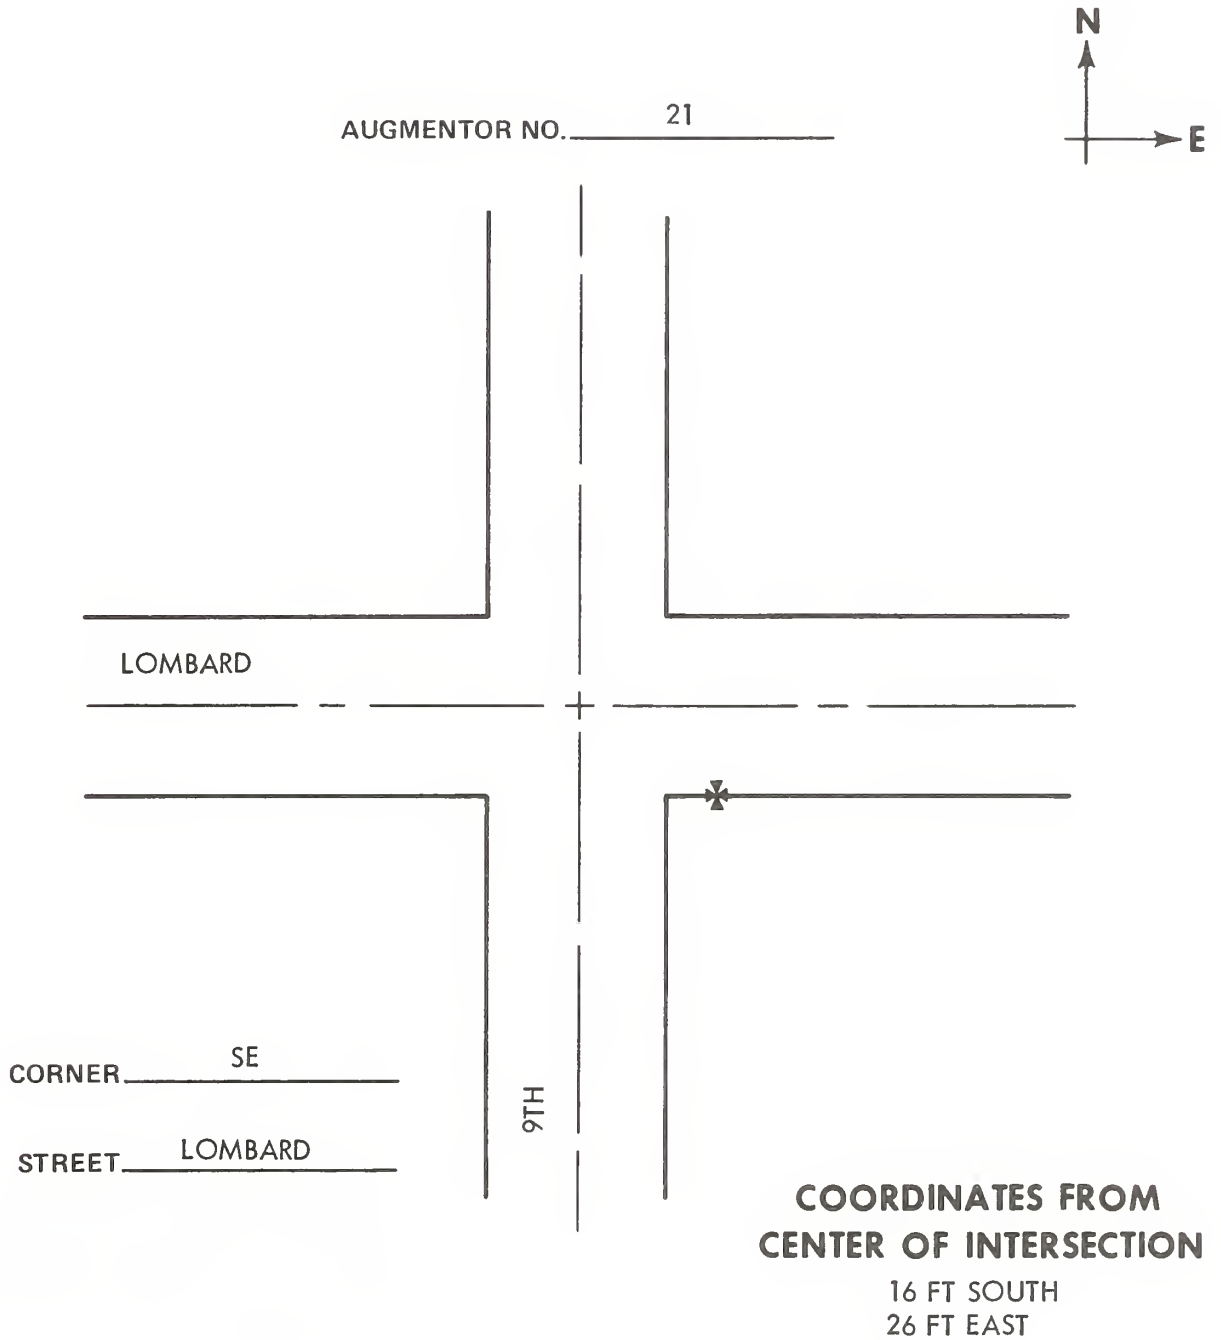 N
E
AUGMENTOR NO. 21
LOMBARD
9TH
CORNER SE
STREET LOMBARD
COORDINATES FROM
CENTER OF INTERSECTION
16 FT SOUTH
26 FT EAST